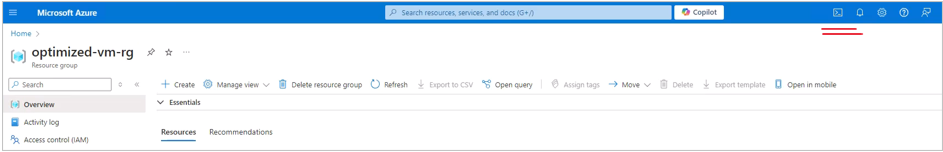 Microsoft Azure
Search resources, services, and docs (G+/)
Copilot
Home
optimized-vm-rg
Resource group
Search
Create Manage view Delete resource group Refresh Export to CSV Open query Assign tags Move Delete Export template Open in mobile
Overview
Essentials
Activity log
Access control (IAM)
Resources Recommendations